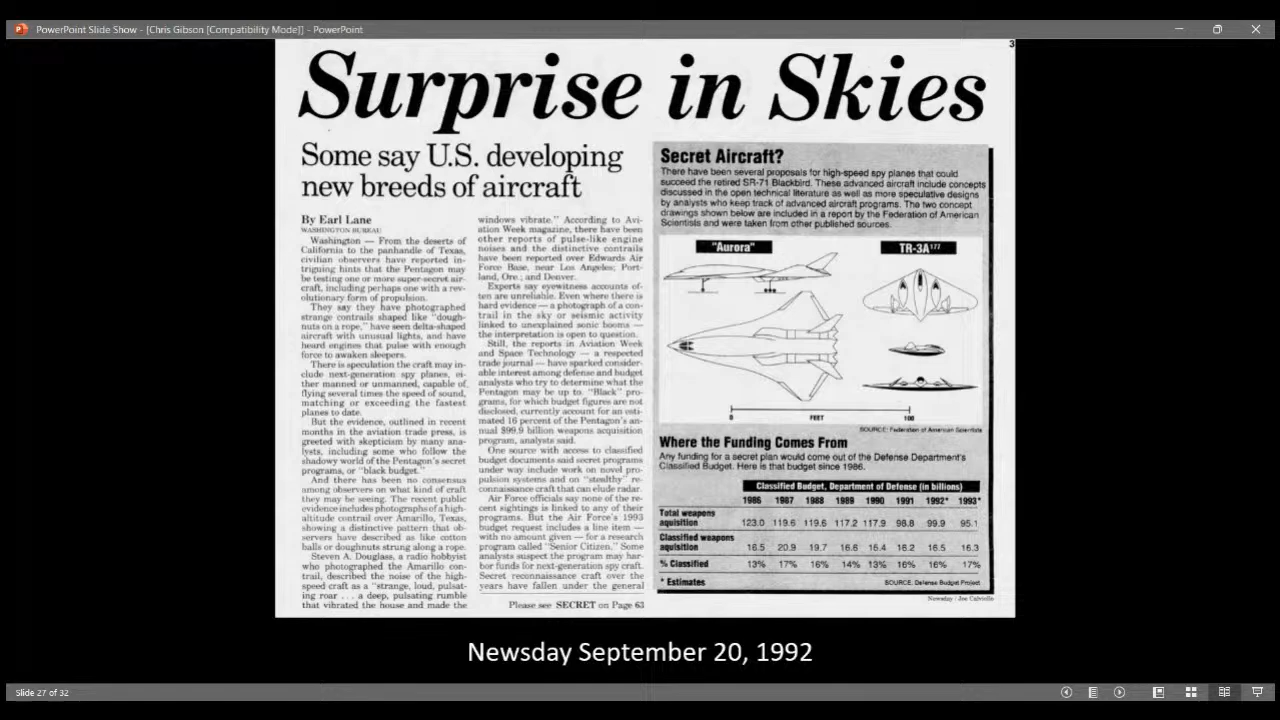 PowerPoint Slide Show - [Chris Gibson [Compatibility Mode]] - PowerPoint
3
Surprise in Skies
Some say U.S. developing
new breeds of aircraft
By Earl Lane
WASHINGTON BUREAU
Washington — From the deserts of
California to the panhandle of Texas,
civilian observers have reported in-
triguing hints that the Pentagon may
be testing one or more super-secret air-
craft, including perhaps one with a rev-
olutionary form of propulsion.
They say they have photographed
strange contrails shaped like "dough-
nuts on a rope," have seen delta-shaped
aircraft with unusual lights, and have
heard engines that pulse with enough
force to awaken sleepers.
There is speculation the craft may in-
clude next-generation spy planes, ei-
ther manned or unmanned, capable of
flying several times the speed of sound,
matching or exceeding the fastest
planes to date.
But the evidence, outlined in recent
months in the aviation trade press, is
greeted with skepticism by many ana-
lysts, including some who follow the
shadowy world of the Pentagon's secret
programs, or "black budget."
And there has been no consensus
among observers on what kind of craft
they may be seeing. The recent public
evidence includes photographs of a high-
altitude contrail over Amarillo, Texas,
showing a distinctive pattern that ob-
servers have described as like cotton
balls or doughnuts strung along a rope.
Steven A. Douglass, a radio hobbyist
who photographed the Amarillo con-
trail, described the noise of the high-
speed craft as a "strange, loud, pulsat-
ing roar . . . a deep, pulsating rumble
that vibrated the house and made the
windows vibrate." According to Avi-
ation Week magazine, there have been
other reports of pulse-like engine
noises and the distinctive contrails
have been reported over Edwards Air
Force Base, near Los Angeles; Port-
land, Ore.; and Denver.
Experts say eyewitness accounts of-
ten are unreliable. Even where there is
hard evidence — a photograph of a con-
trail in the sky or seismic activity
linked to unexplained sonic booms —
the interpretation is open to question.
Still, the reports in Aviation Week
and Space Technology — a respected
trade journal — have sparked consider-
able interest among defense and budget
analysts who try to determine what the
Pentagon may be up to. "Black" pro-
grams, for which budget figures are not
disclosed, currently account for an esti-
mated 16 percent of the Pentagon's an-
nual $99.9 billion weapons acquisition
program, analysts said.
One source with access to classified
budget documents said secret programs
under way include work on novel pro-
pulsion systems and on "stealthy" re-
connaissance craft that can elude radar.
Air Force officials say none of the re-
cent sightings is linked to any of their
programs. But the Air Force's 1993
budget request includes a line item —
with no amount given — for a research
program called "Senior Citizen." Some
analysts suspect the program may har-
bor funds for next-generation spy craft.
Secret reconnaissance craft over the
years have fallen under the general
Please see SECRET on Page 63
Secret Aircraft?
There have been several proposals for high-speed spy planes that could
succeed the retired SR-71 Blackbird. These advanced aircraft include concepts
discussed in the open technical literature as well as more speculative designs
by analysts who keep track of advanced aircraft programs. The two concept
drawings shown below are included in a report by the Federation of American
Scientists and were taken from other published sources.
"Aurora"
TR-3A¹⁷⁷
0 FEET 100
SOURCE: Federation of American Scientists
Where the Funding Comes From
Any funding for a secret plan would come out of the Defense Department's
Classified Budget. Here is that budget since 1986.
Classified Budget, Department of Defense (in billions)
1986 1987 1988 1989 1990 1991 1992* 1993*
Total weapons
aquisition 123.0 119.6 119.6 117.2 117.9 98.8 99.9 95.1
Classified weapons
aquisition 16.5 20.9 19.7 16.6 15.4 16.2 16.5 16.3
% Classified 13% 17% 16% 14% 13% 16% 16% 17%
* Estimates SOURCE: Defense Budget Project
Newsday / Joe Calviello
Newsday September 20, 1992
Slide 27 of 32